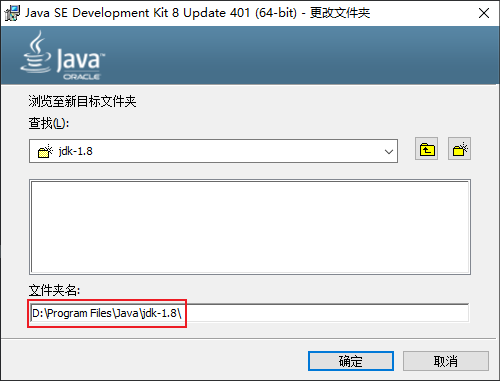 Java SE Development Kit 8 Update 401 (64-bit) - 更改文件夹
Java
ORACLE
浏览至新目标文件夹
查找(L):
jdk-1.8
文件夹名:
D:\Program Files\Java\jdk-1.8\
确定
取消